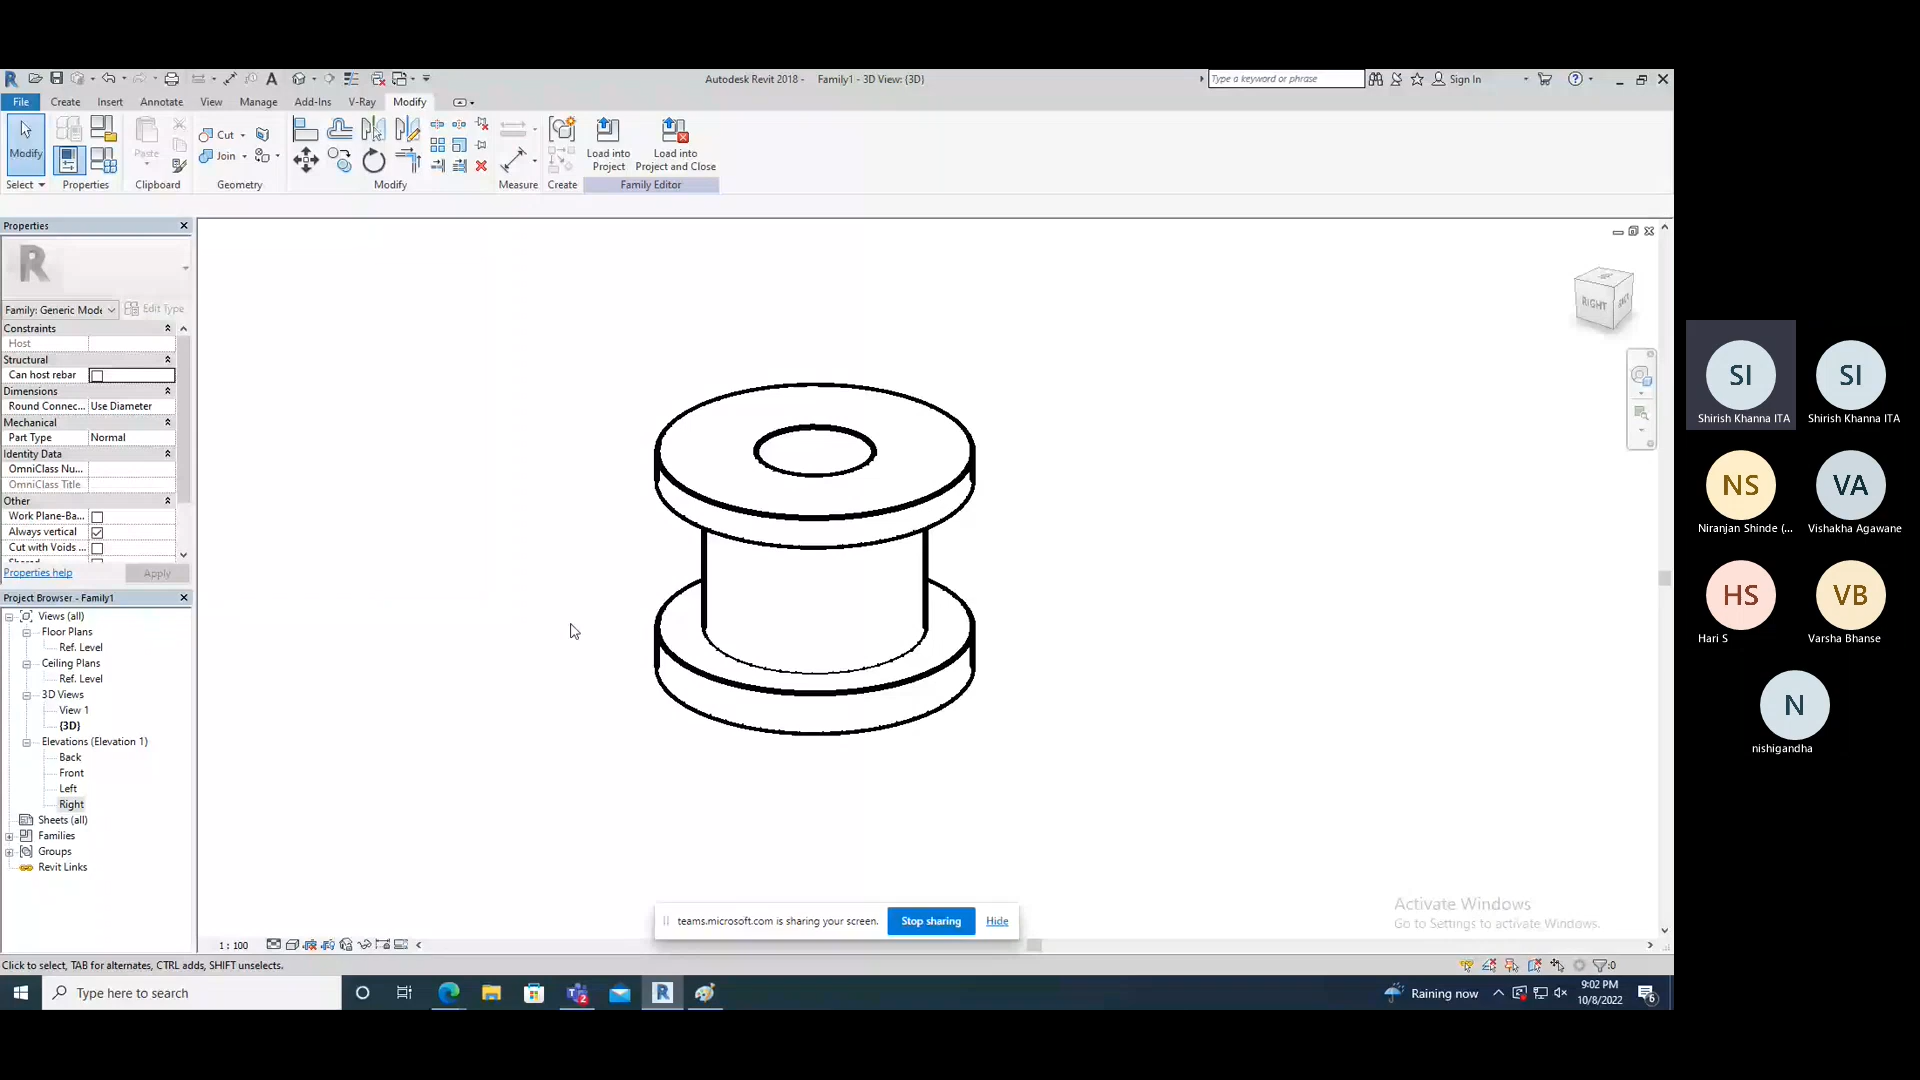 Autodesk Revit 2018 - Family1 - 3D View: {3D}
Type a keyword or phrase
Sign In
File Create Insert Annotate View Manage Add-Ins V-Ray Modify
Modify
Paste
Cut
Join
Load into
Project
Load into
Project and Close
Select Properties Clipboard Geometry Modify Measure Create Family Editor
Properties
R
Family: Generic Mode
Edit Type
Constraints
Host
Structural
Can host rebar
Dimensions
Round Connec... Use Diameter
Mechanical
Part Type Normal
Identity Data
OmniClass Nu...
OmniClass Title
Other
Work Plane-Ba...
Always vertical
Cut with Voids ...
Properties help
Apply
Project Browser - Family1
Views (all)
Floor Plans
Ref. Level
Ceiling Plans
Ref. Level
3D Views
View 1
{3D}
Elevations (Elevation 1)
Back
Front
Left
Right
Sheets (all)
Families
Groups
Revit Links
RIGHT
teams.microsoft.com is sharing your screen.
Stop sharing
Hide
Activate Windows
Go to Settings to activate Windows.
1 : 100
Click to select, TAB for alternates, CTRL adds, SHIFT unselects.
:0
Type here to search
2
Raining now
9:02 PM
10/8/2022
6
SI
Shirish Khanna ITA
SI
Shirish Khanna ITA
NS
Niranjan Shinde (...
VA
Vishakha Agawane
HS
Hari S
VB
Varsha Bhanse
N
nishigandha